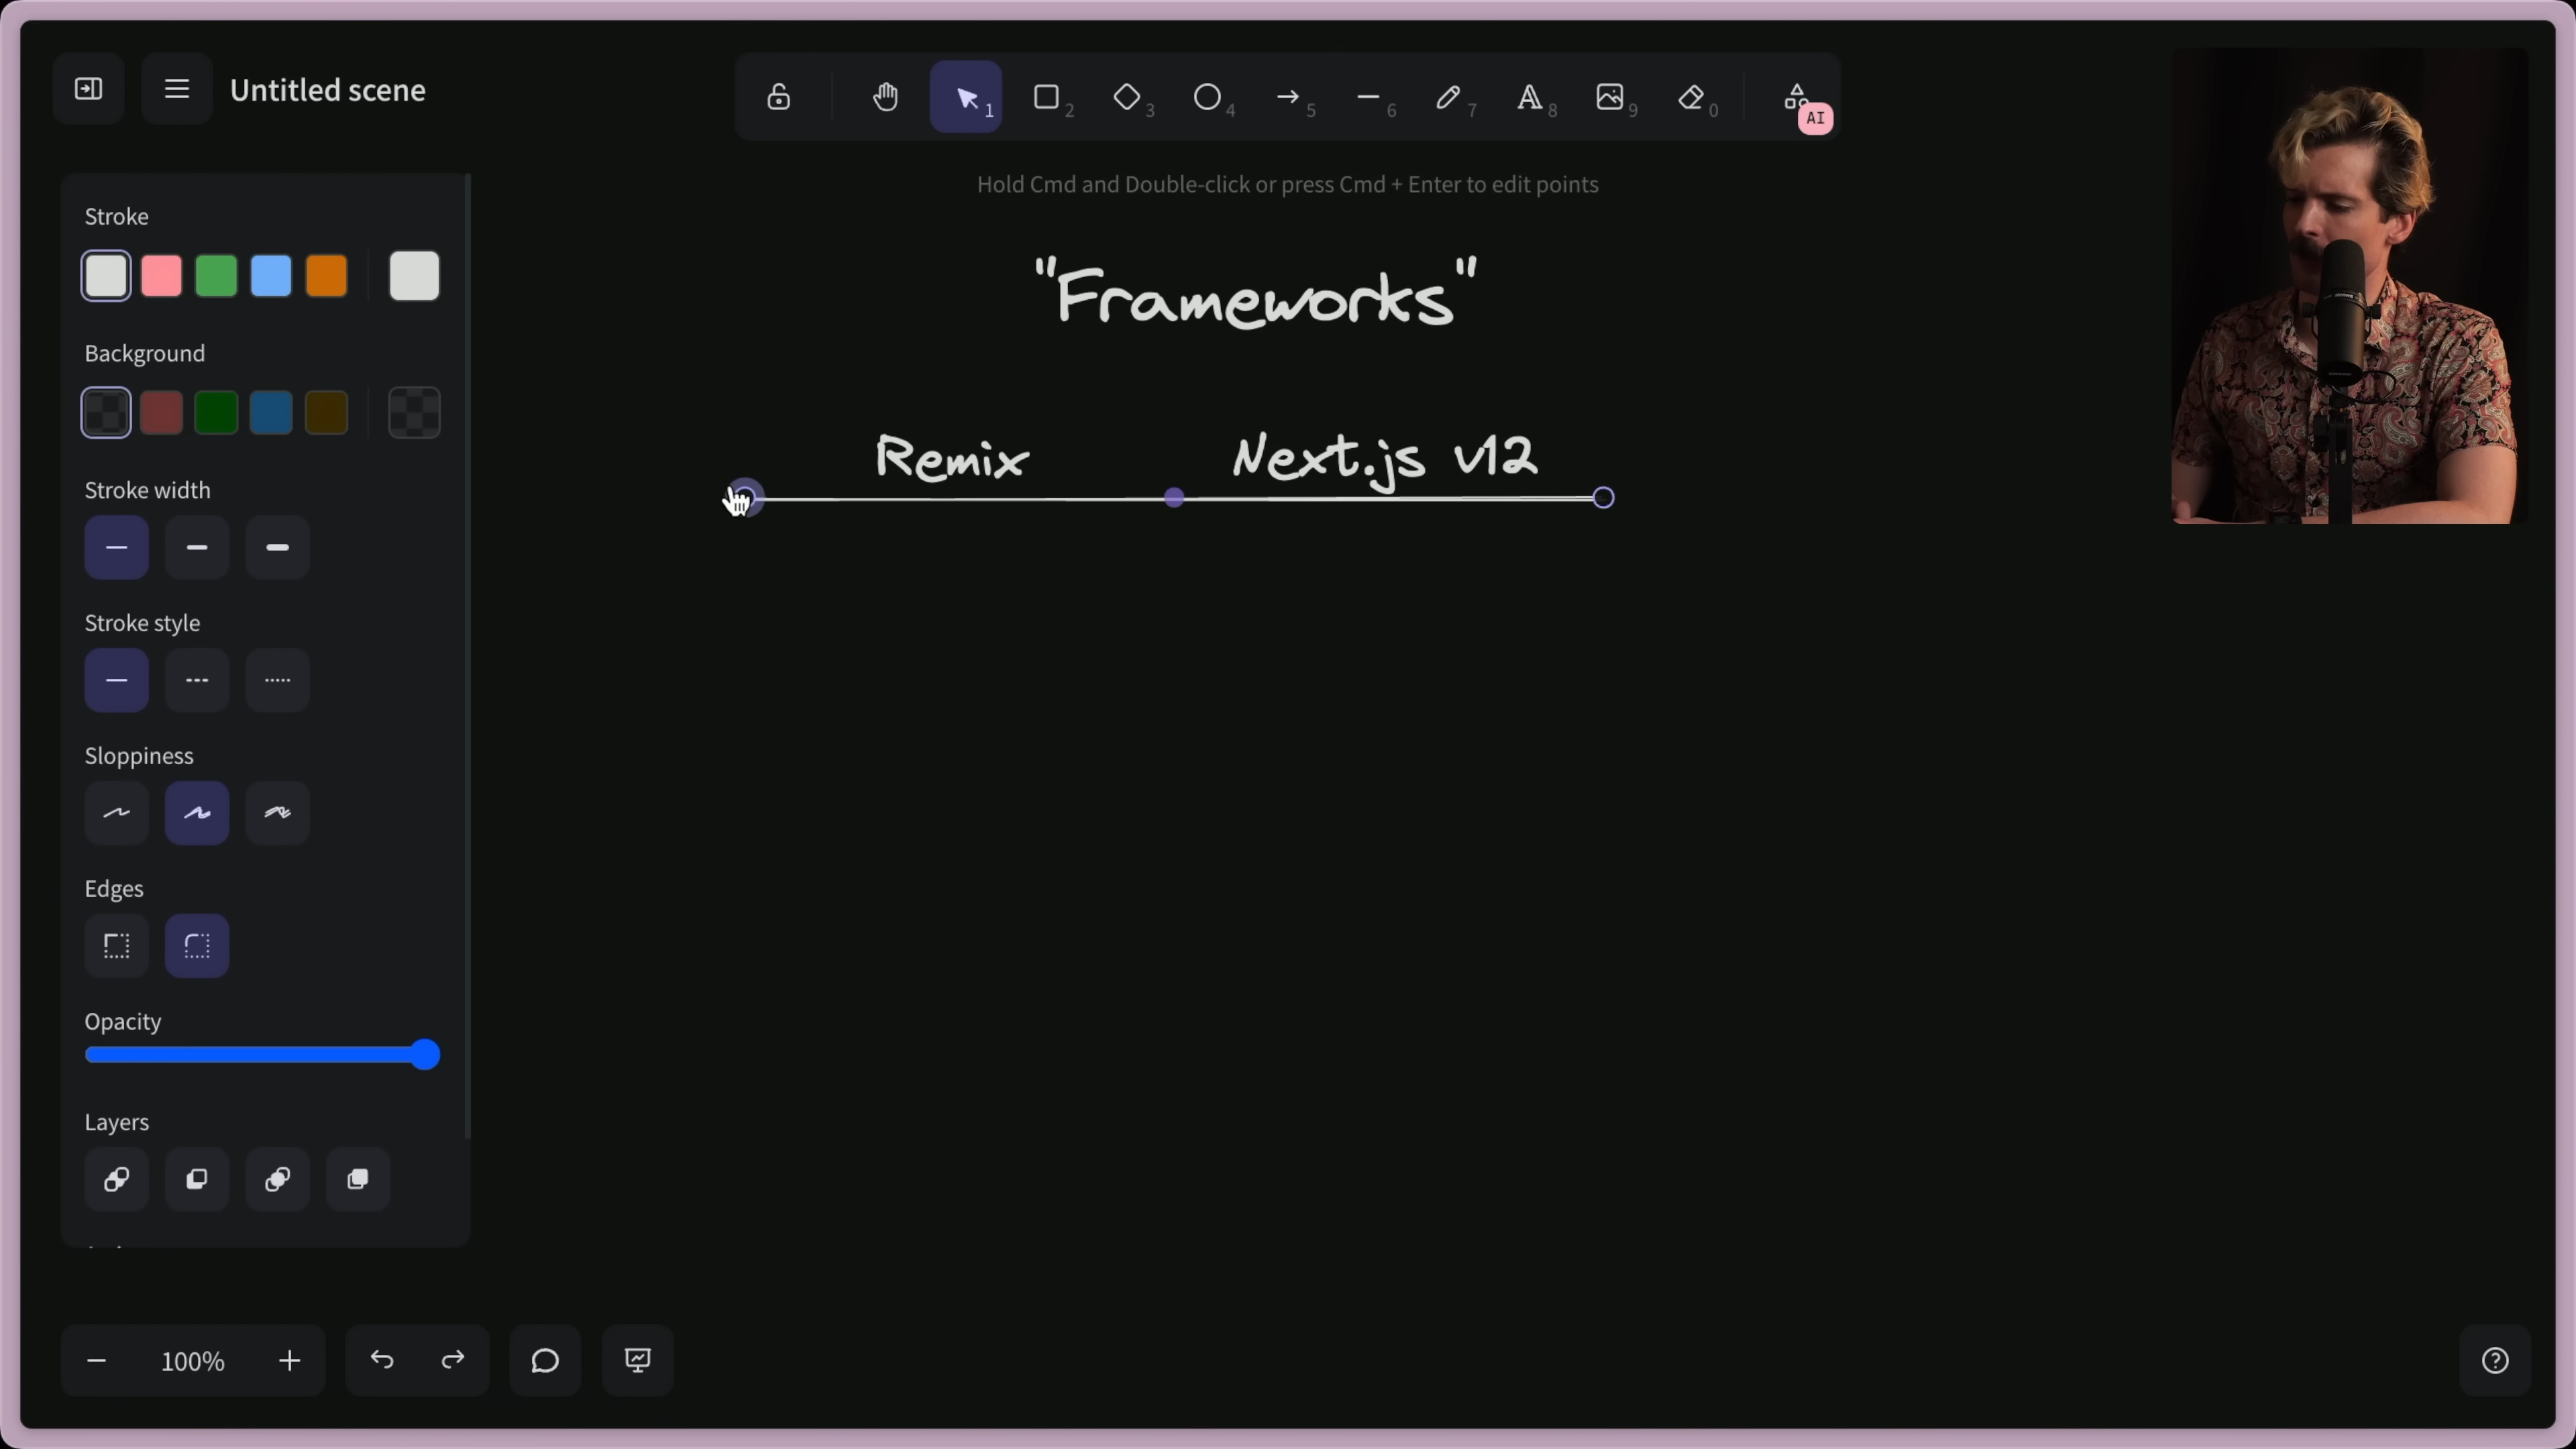 Untitled scene
1
2
3
4
5
6
7
8
9
0
AI
Hold Cmd and Double-click or press Cmd + Enter to edit points
Stroke
Background
Stroke width
Stroke style
Sloppiness
Edges
Opacity
Layers
"Frameworks"
Remix
Next.js v12
100%